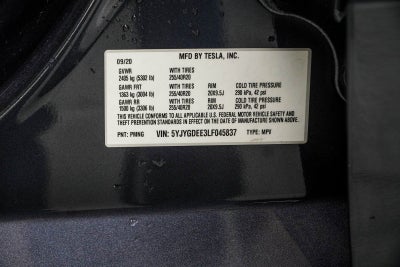 MFD BY TESLA, INC.
09/20
GVWR WITH TIRES
2405 kg (5302 lb) 255/40R20
GAWR FRT WITH TIRES RIM COLD TIRE PRESSURE
1363 kg (3004 lb) 255/40R20 20X9.5J 290 kPa, 42 psi
GAWR RR WITH TIRES RIM COLD TIRE PRESSURE
1500 kg (3306 lb) 255/40R20 20X9.5J 290 kPa, 42 psi
THIS VEHICLE CONFORMS TO ALL APPLICABLE U.S. FEDERAL MOTOR VEHICLE SAFETY AND
THEFT PREVENTION STANDARDS IN EFFECT ON THE DATE OF MANUFACTURE SHOWN ABOVE.
PNT: PMNG VIN: 5YJYGDEE3LF045837 TYPE: MPV